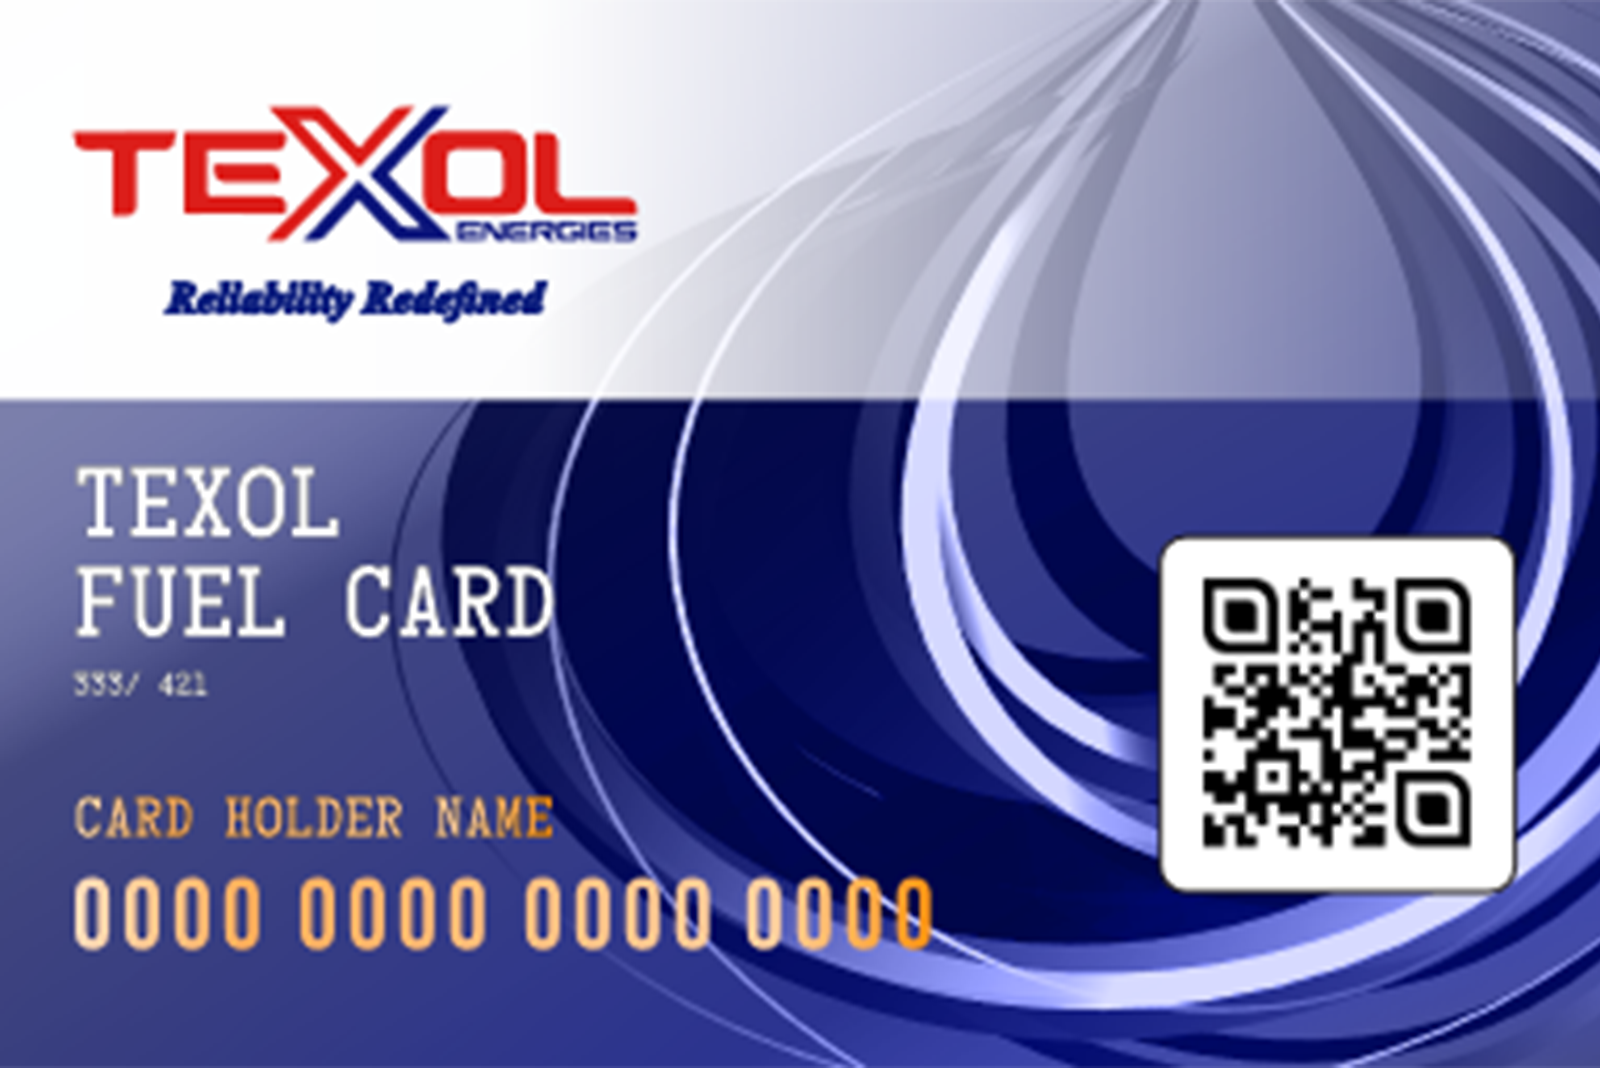 TEXOL
ENERGIES
Reliability Redefined
TEXOL
FUEL CARD
333/ 421
CARD HOLDER NAME
0000 0000 0000 0000